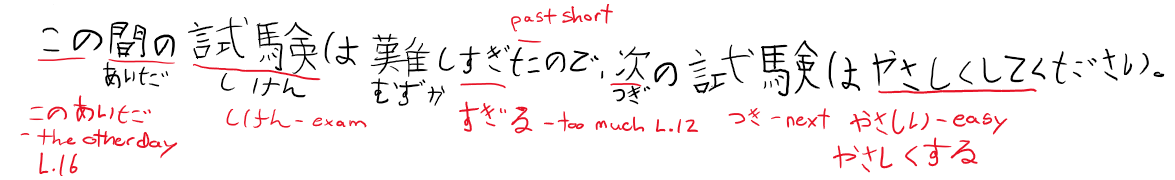 past short
この間の試験は難しすぎたので、次の試験はやさしくしてください。
あいだ しけん むずか つぎ
このあいだ しけん - exam すぎる - too much L.12 つぎ - next やさしい - easy
- the other day やさしくする
L.16